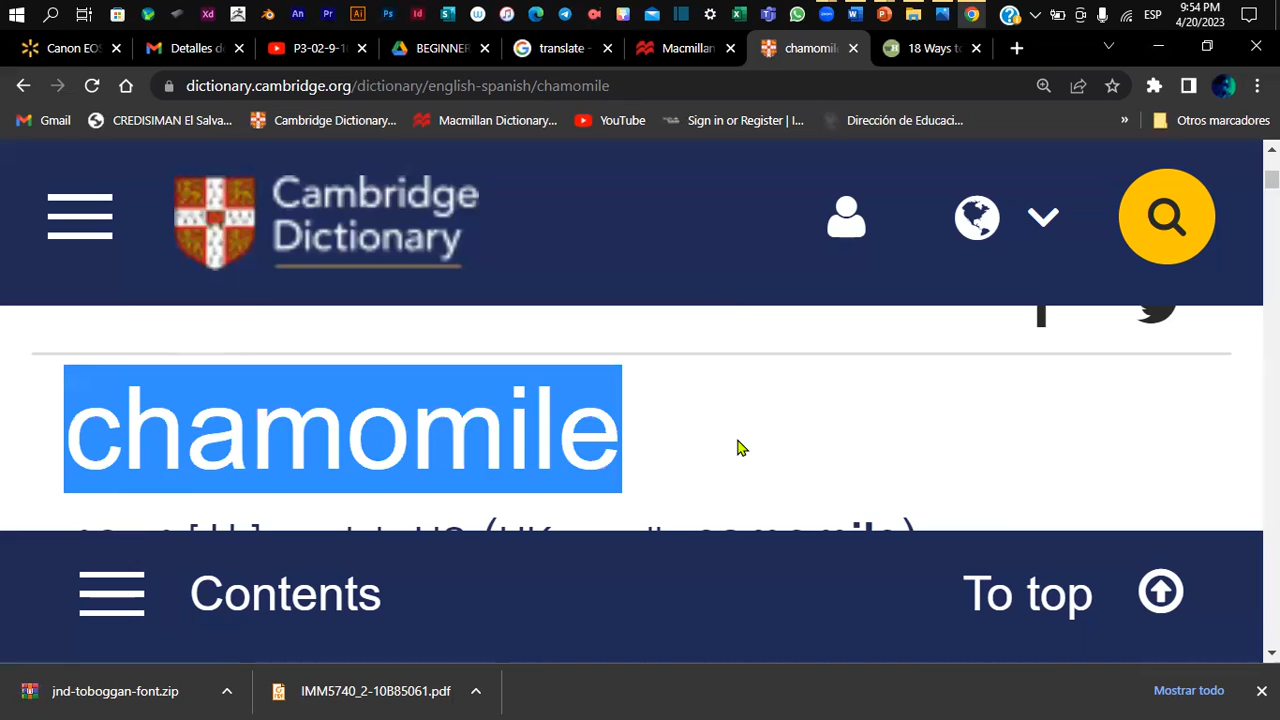 9:54 PM
ESP
4/20/2023
Canon EOS
Detalles de
P3-02-9-1
BEGINNER
translate -
Macmillan
chamomile
18 Ways to
dictionary.cambridge.org/dictionary/english-spanish/chamomile
Gmail
CREDISIMAN El Salva...
Cambridge Dictionary...
Macmillan Dictionary...
YouTube
Sign in or Register | I...
Dirección de Educaci...
»
Otros marcadores
Cambridge
Dictionary
chamomile
Contents
To top
jnd-toboggan-font.zip
IMM5740_2-10B85061.pdf
Mostrar todo